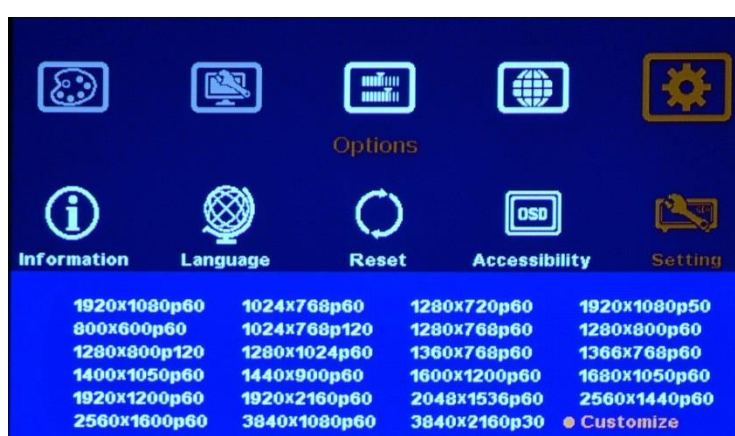 Options
OSD
Information Language Reset Accessibility Setting
1920X1080p60 1024X768p60 1280X720p60 1920X1080p50
800X600p60 1024X768p120 1280X768p60 1280X800p60
1280X800p120 1280X1024p60 1360X768p60 1366X768p60
1400X1050p60 1440X900p60 1600X1200p60 1680X1050p60
1920X1200p60 1920X2160p60 2048X1536p60 2560X1440p60
2560X1600p60 3840X1080p60 3840X2160p30 Customize